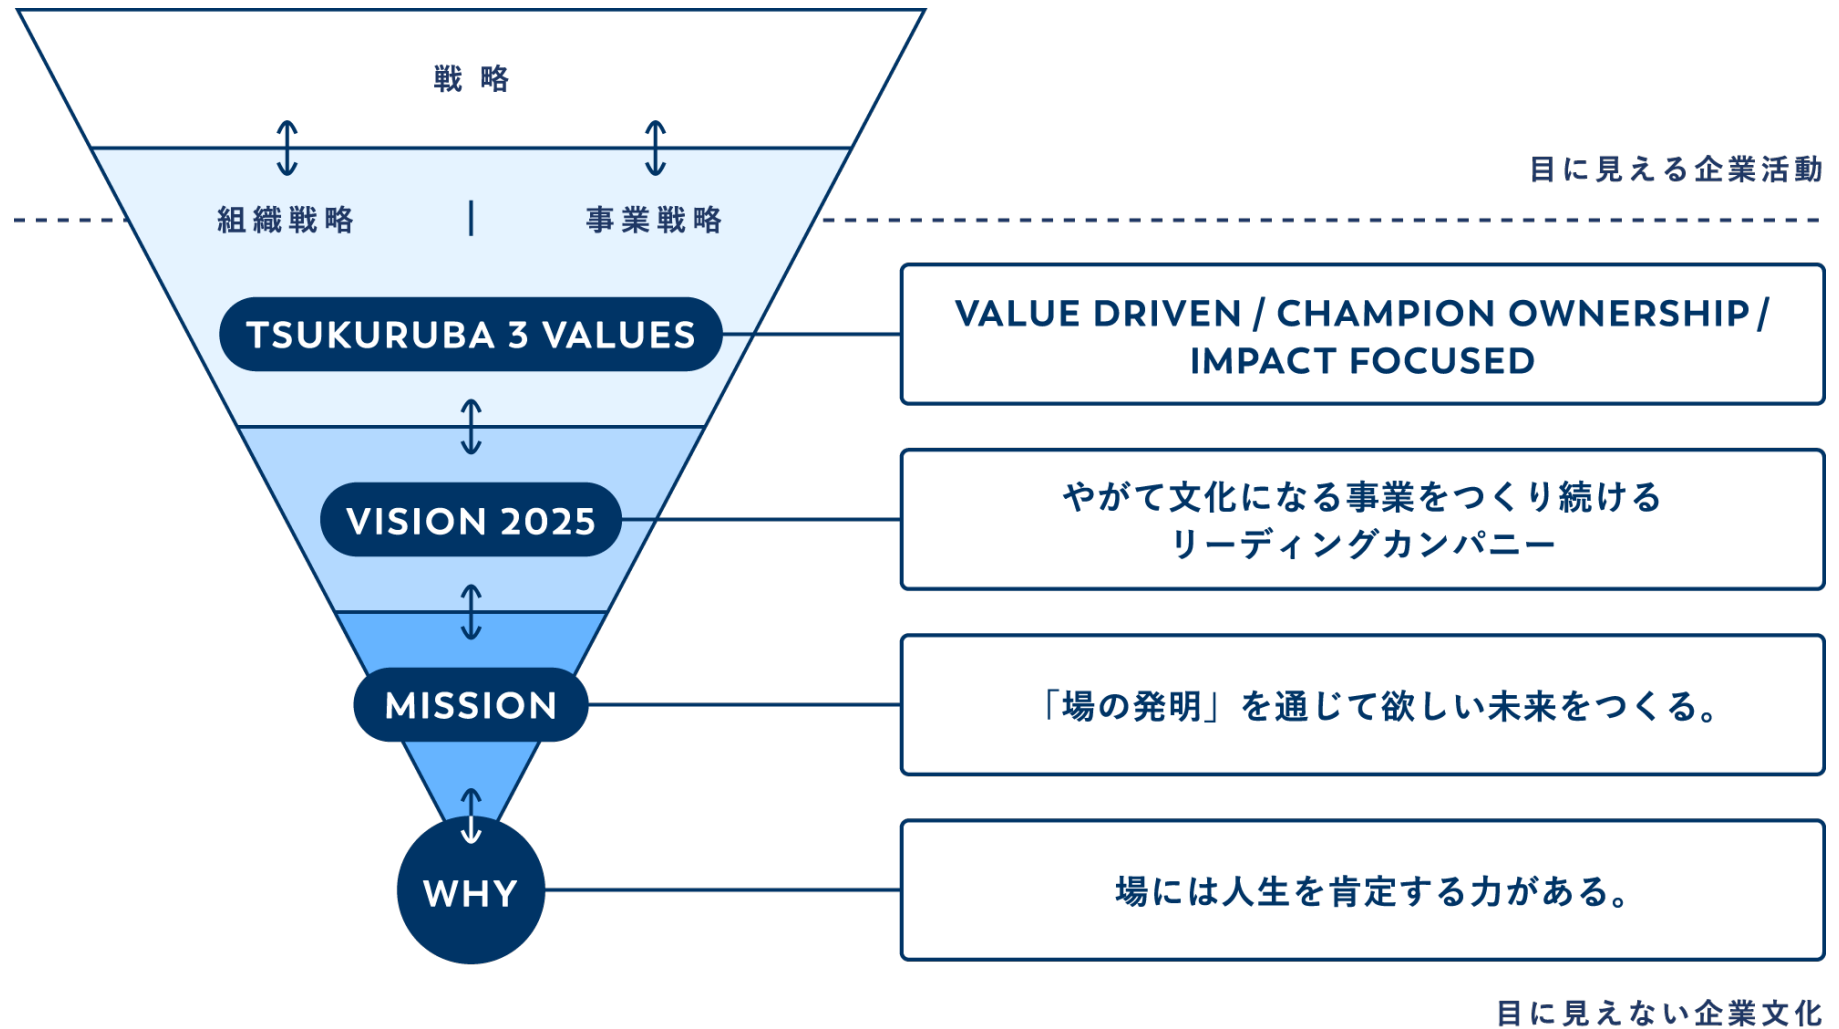 戦略
目に見える企業活動
組織戦略 | 事業戦略
TSUKURUBA 3 VALUES
VALUE DRIVEN / CHAMPION OWNERSHIP /
IMPACT FOCUSED
VISION 2025
やがて文化になる事業をつくり続ける
リーディングカンパニー
MISSION
「場の発明」を通じて欲しい未来をつくる。
WHY
場には人生を肯定する力がある。
目に見えない企業文化